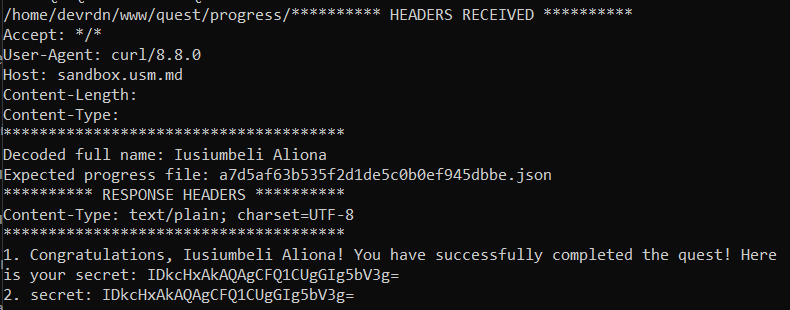 /home/devrdn/www/quest/progress/********** HEADERS RECEIVED **********
Accept: */*
User-Agent: curl/8.8.0
Host: sandbox.usm.md
Content-Length:
Content-Type:
**************************************
Decoded full name: Iusiumbeli Aliona
Expected progress file: a7d5af63b535f2d1de5c0b0ef945dbbe.json
********** RESPONSE HEADERS **********
Content-Type: text/plain; charset=UTF-8
**************************************
1. Congratulations, Iusiumbeli Aliona! You have successfully completed the quest! Here
is your secret: IDkcHxAkAQAgCFQ1CUgGIg5bV3g=
2. secret: IDkcHxAkAQAgCFQ1CUgGIg5bV3g=